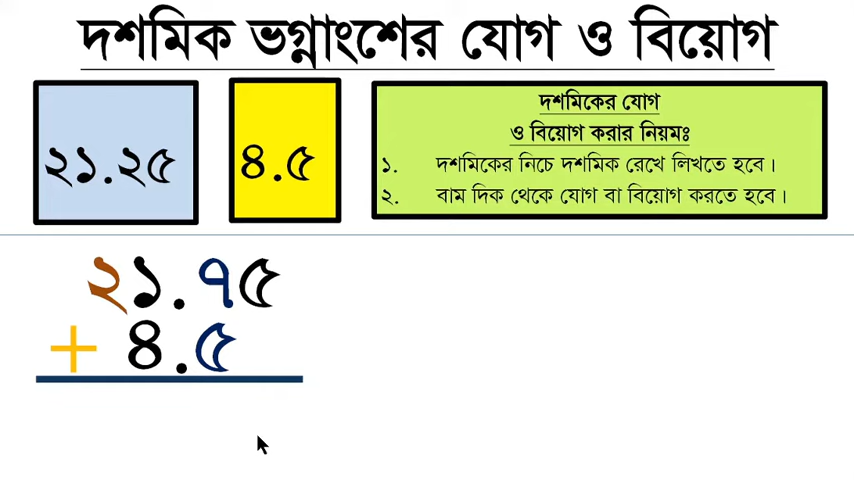 দশমিক ভগ্নাংশের যোগ ও বিয়োগ
২১.২৫
৪.৫
দশমিকের যোগ
ও বিয়োগ করার নিয়মঃ
১. দশমিকের নিচে দশমিক রেখে লিখতে হবে।
২. বাম দিক থেকে যোগ বা বিয়োগ করতে হবে।
২১.৭৫
+ ৪.৫